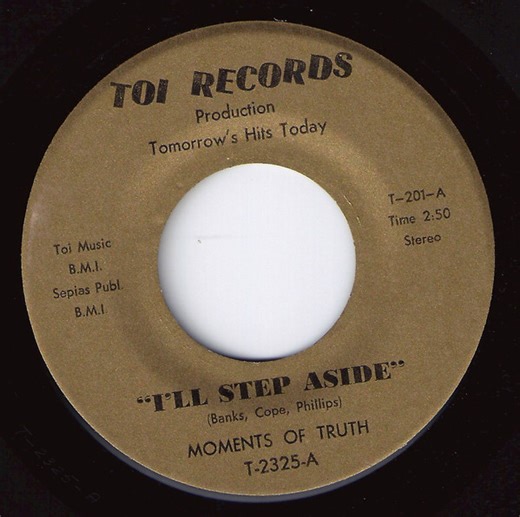 TOI RECORDS
Production
Tomorrow's Hits Today
T-201-A
Time 2:50
Stereo
Toi Music
B.M.I.
Sepias Publ.
B.M.I.
"I'LL STEP ASIDE"
(Banks, Cope, Phillips)
MOMENTS OF TRUTH
T-2325-A